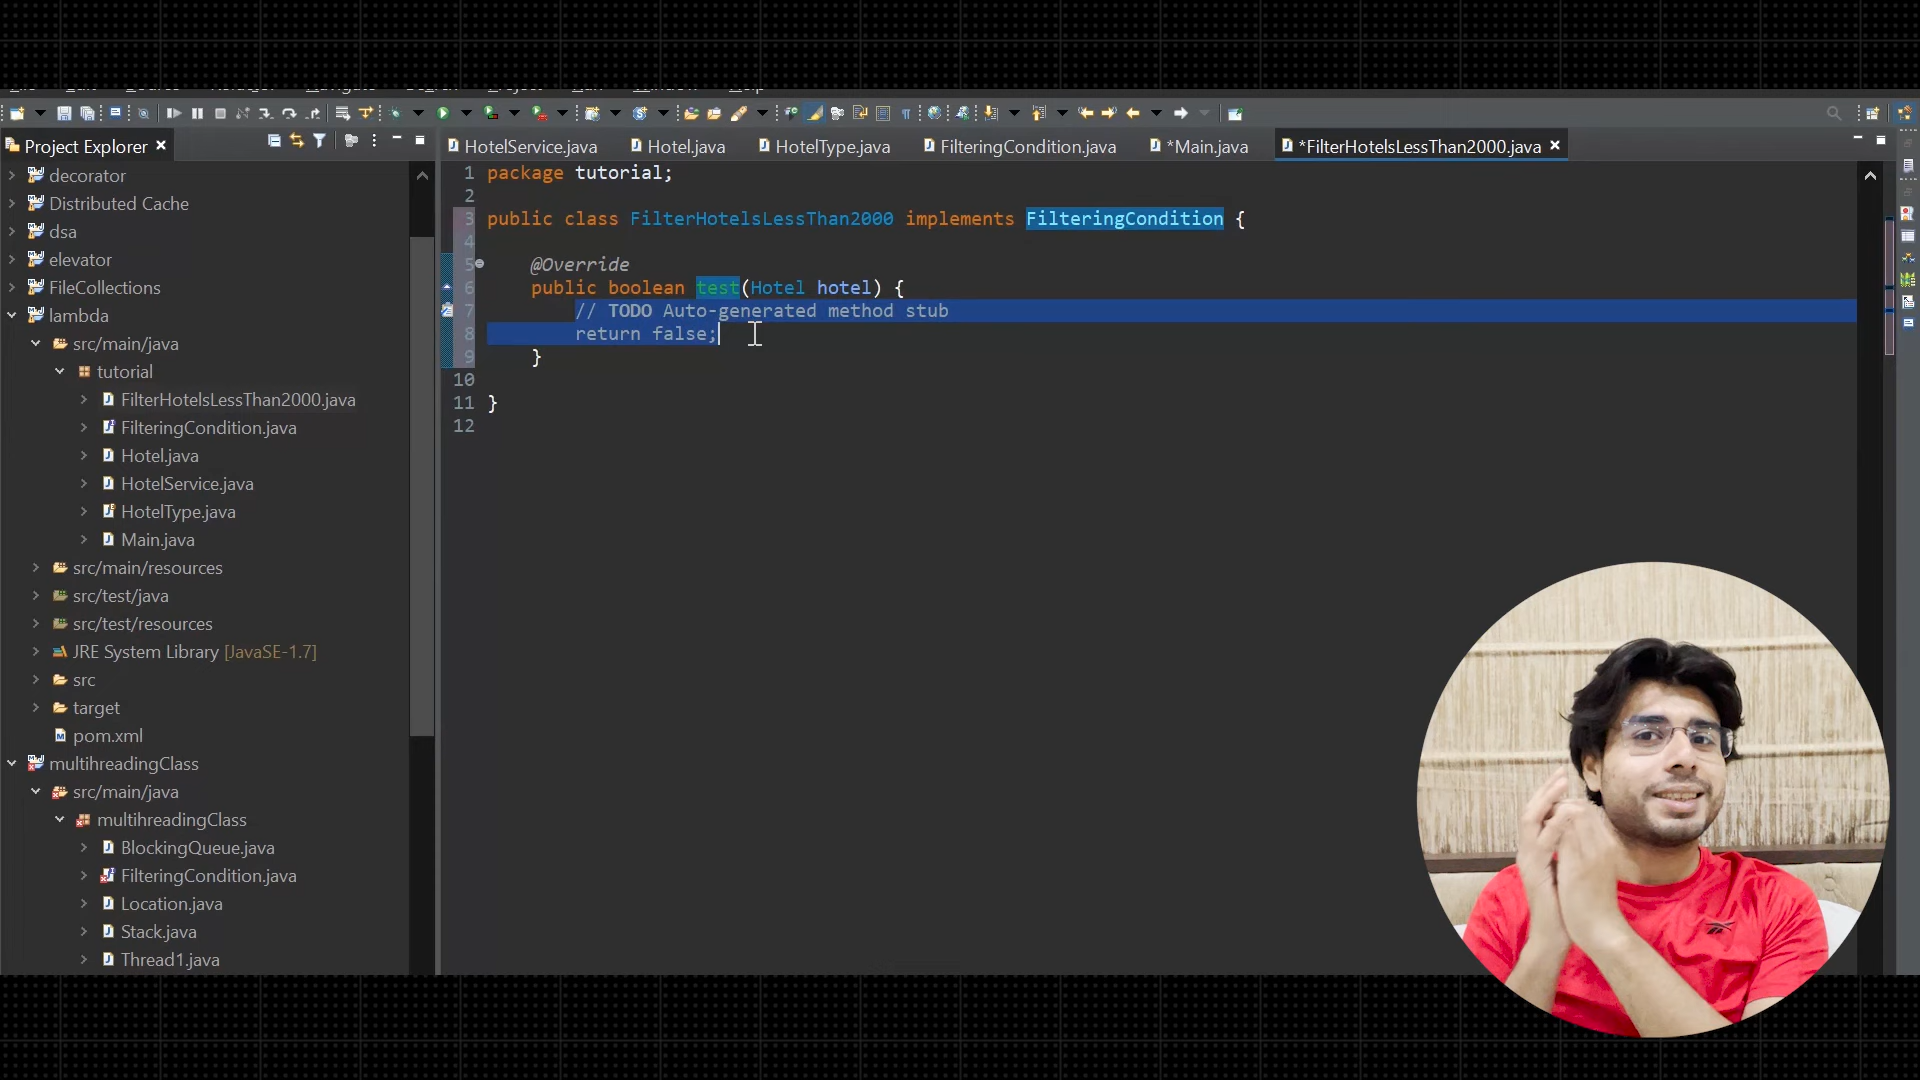 Project Explorer
HotelService.java
Hotel.java
HotelType.java
FilteringCondition.java
*Main.java
*FilterHotelsLessThan2000.java
decorator
Distributed Cache
dsa
elevator
FileCollections
lambda
src/main/java
tutorial
FilterHotelsLessThan2000.java
FilteringCondition.java
Hotel.java
HotelService.java
HotelType.java
Main.java
src/main/resources
src/test/java
src/test/resources
JRE System Library [JavaSE-1.7]
src
target
pom.xml
multihreadingClass
src/main/java
multihreadingClass
BlockingQueue.java
FilteringCondition.java
Location.java
Stack.java
Thread1.java
1 package tutorial;
2
3 public class FilterHotelsLessThan2000 implements FilteringCondition {
4
5 @Override
6 public boolean test(Hotel hotel) {
7 // TODO Auto-generated method stub
8 return false;
9 }
10
11 }
12